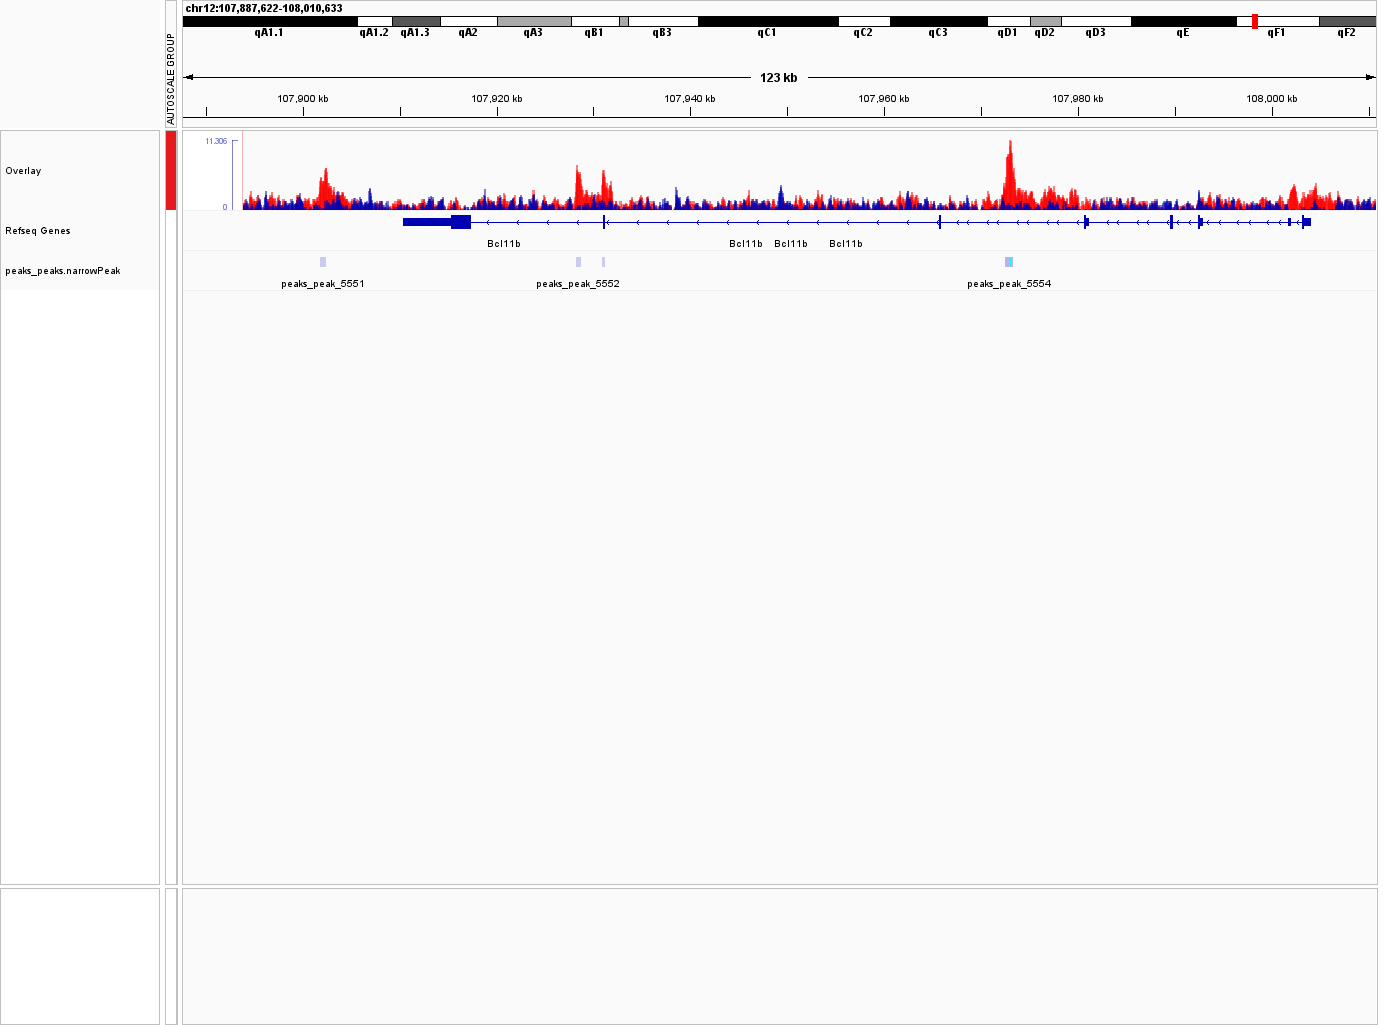 chr12:107,887,622-108,010,633
qA1.1 qA1.2 qA1.3 qA2 qA3 qB1 qB3 qC1 qC2 qC3 qD1 qD2 qD3 qE qF1 qF2
AUTOSCALE GROUP
123 kb
107,900 kb 107,920 kb 107,940 kb 107,960 kb 107,980 kb 108,000 kb
11.306
Overlay
0
Refseq Genes
Bcl11b Bcl11b Bcl11b Bcl11b
peaks_peaks.narrowPeak
peaks_peak_5551 peaks_peak_5552 peaks_peak_5554